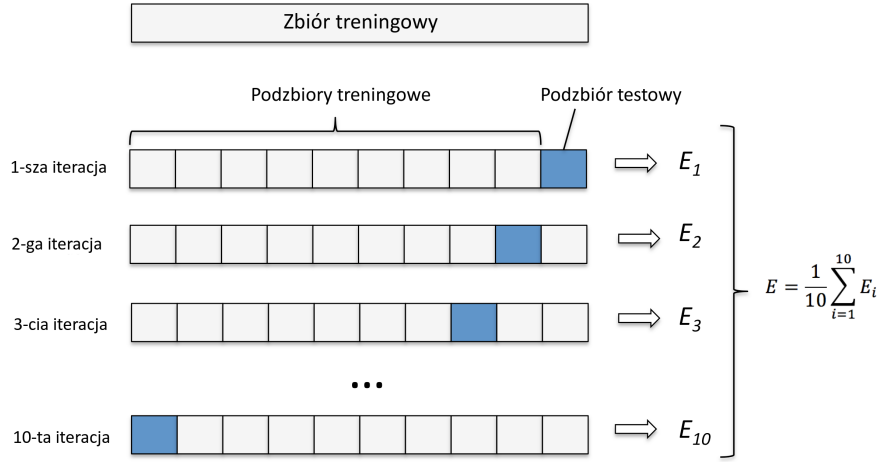 Zbiór treningowy
Podzbiory treningowe
Podzbiór testowy
1-sza iteracja
E1
2-ga iteracja
E2
3-cia iteracja
E3
E = 1/10 ∑ i=1 10 Ei
...
10-ta iteracja
E10